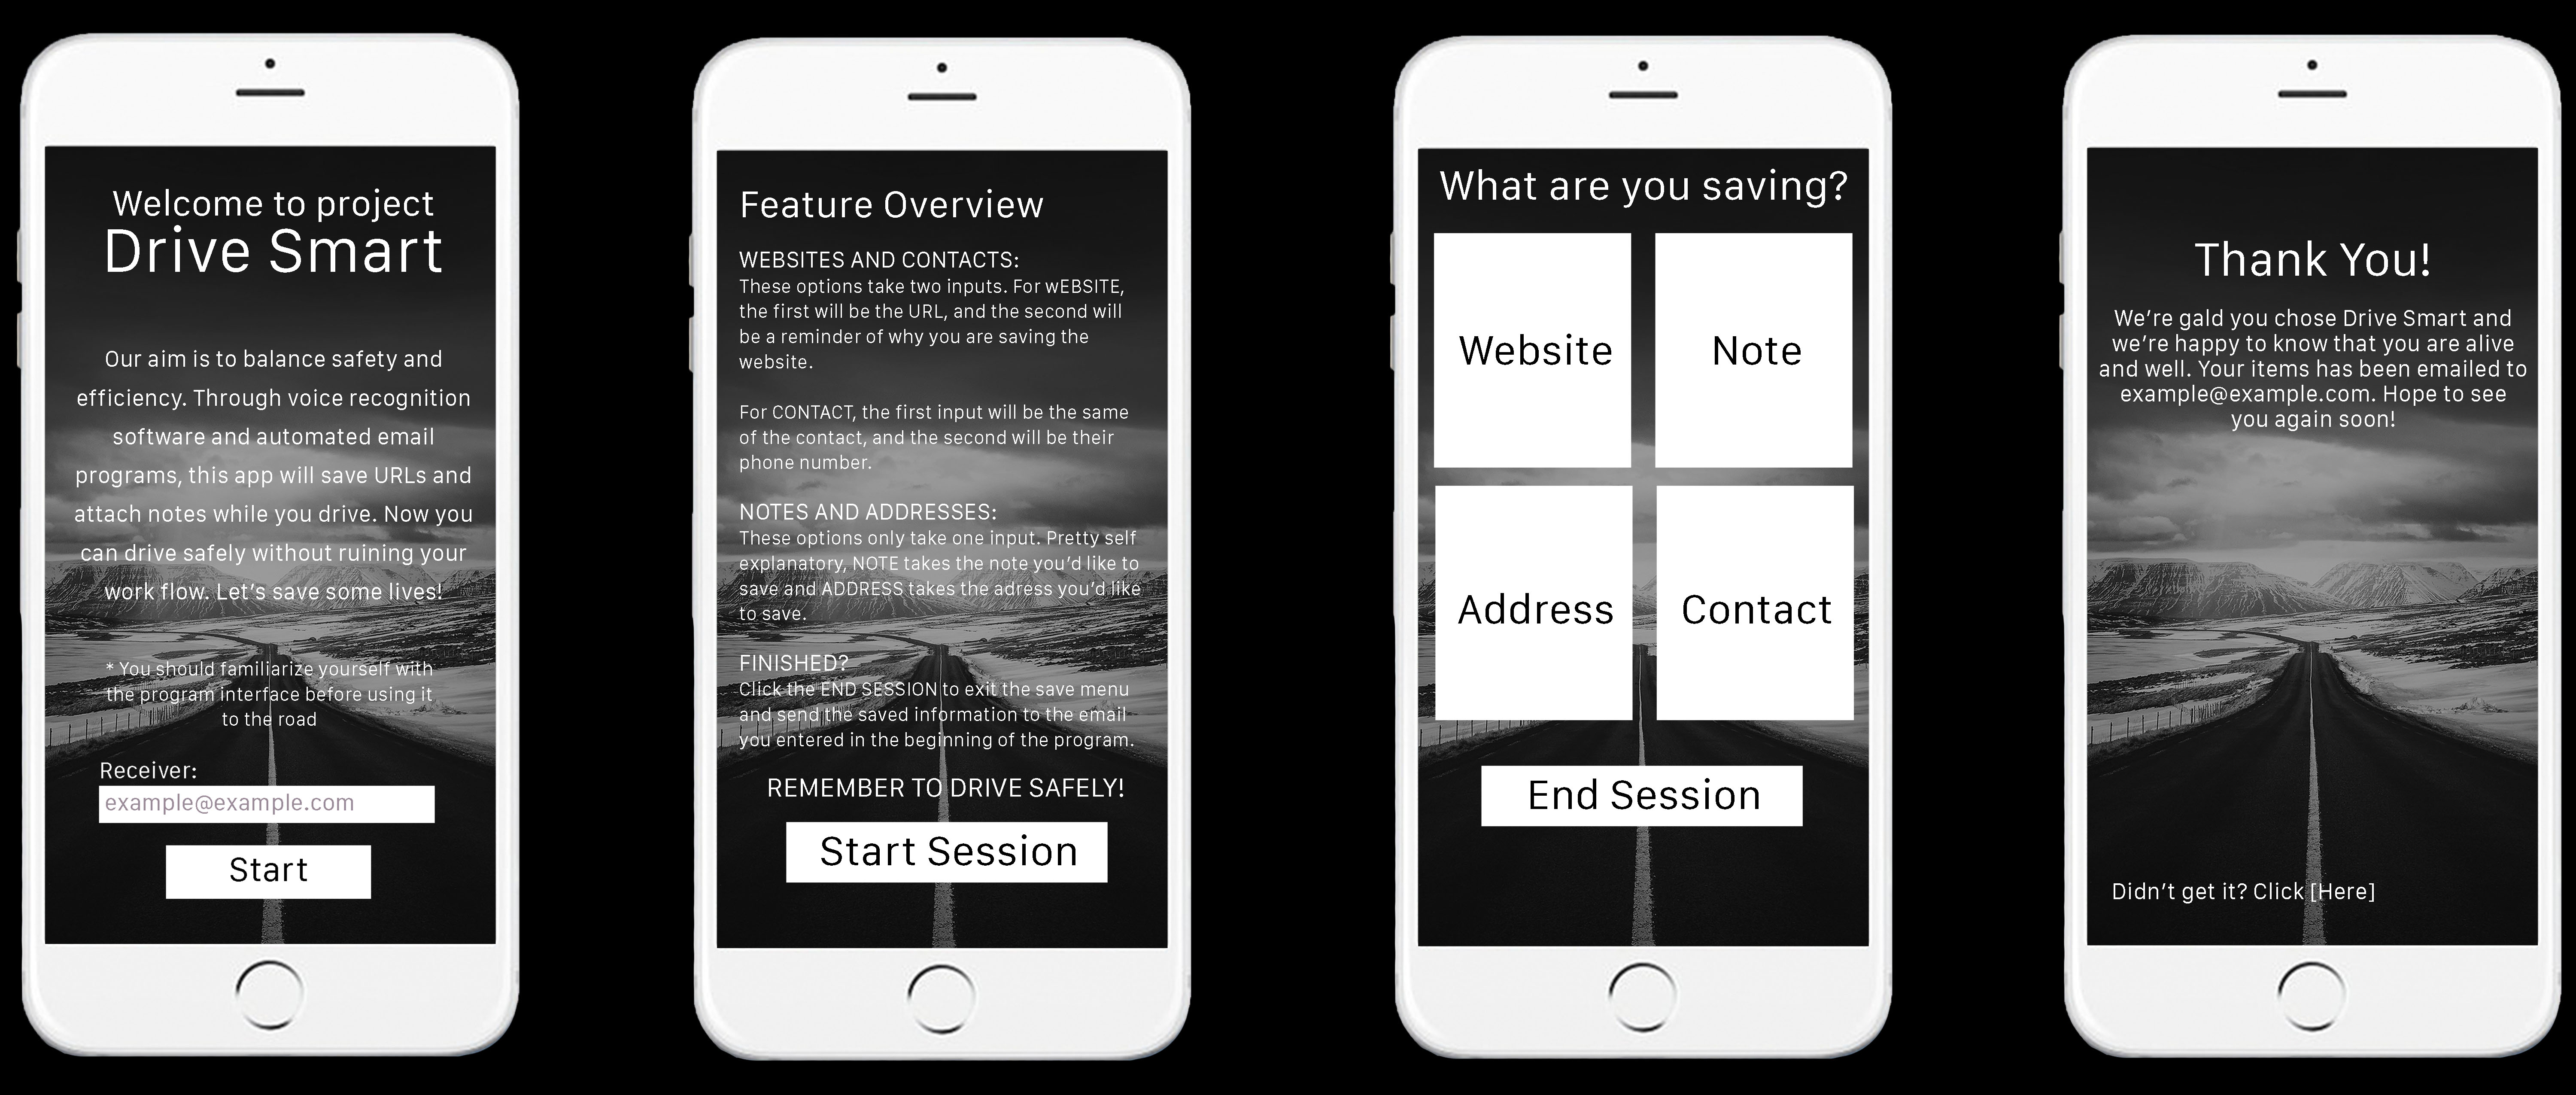 Welcome to project
Drive Smart
Our aim is to balance safety and
efficiency. Through voice recognition
software and automated email
programs, this app will save URLs and
attach notes while you drive. Now you
can drive safely without ruining your
work flow. Let's save some lives!
* You should familiarize yourself with
the program interface before using it
to the road
Receiver:
example@example.com
Start
Feature Overview
WEBSITES AND CONTACTS:
These options take two inputs. For wEBSITE,
the first will be the URL, and the second will
be a reminder of why you are saving the
website.
For CONTACT, the first input will be the same
of the contact, and the second will be their
phone number.
NOTES AND ADDRESSES:
These options only take one input. Pretty self
explanatory, NOTE takes the note you'd like to
save and ADDRESS takes the adress you'd like
to save.
FINISHED?
Click the END SESSION to exit the save menu
and send the saved information to the email
you entered in the beginning of the program.
REMEMBER TO DRIVE SAFELY!
Start Session
What are you saving?
Website
Note
Address
Contact
End Session
Thank You!
We're gald you chose Drive Smart and
we're happy to know that you are alive
and well. Your items has been emailed to
example@example.com. Hope to see
you again soon!
Didn't get it? Click [Here]